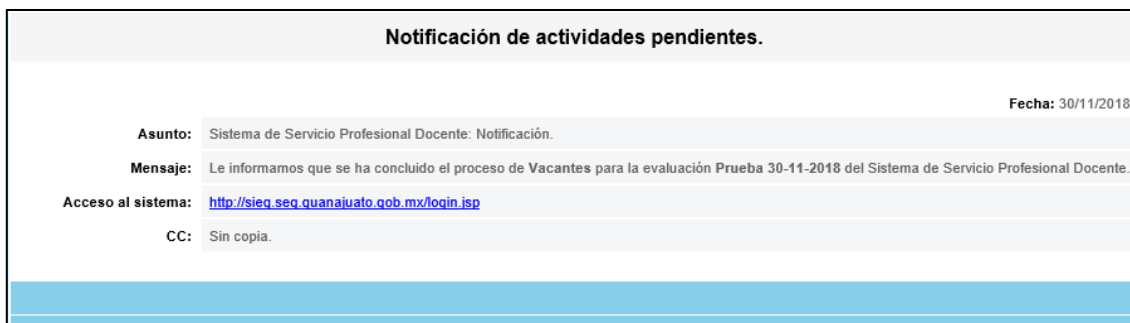 Notificación de actividades pendientes.
Fecha: 30/11/2018
Asunto: Sistema de Servicio Profesional Docente: Notificación.
Mensaje: Le informamos que se ha concluido el proceso de Vacantes para la evaluación Prueba 30-11-2018 del Sistema de Servicio Profesional Docente.
Acceso al sistema: http://sieg.seg.guanajuato.gob.mx/login.jsp
CC: Sin copia.